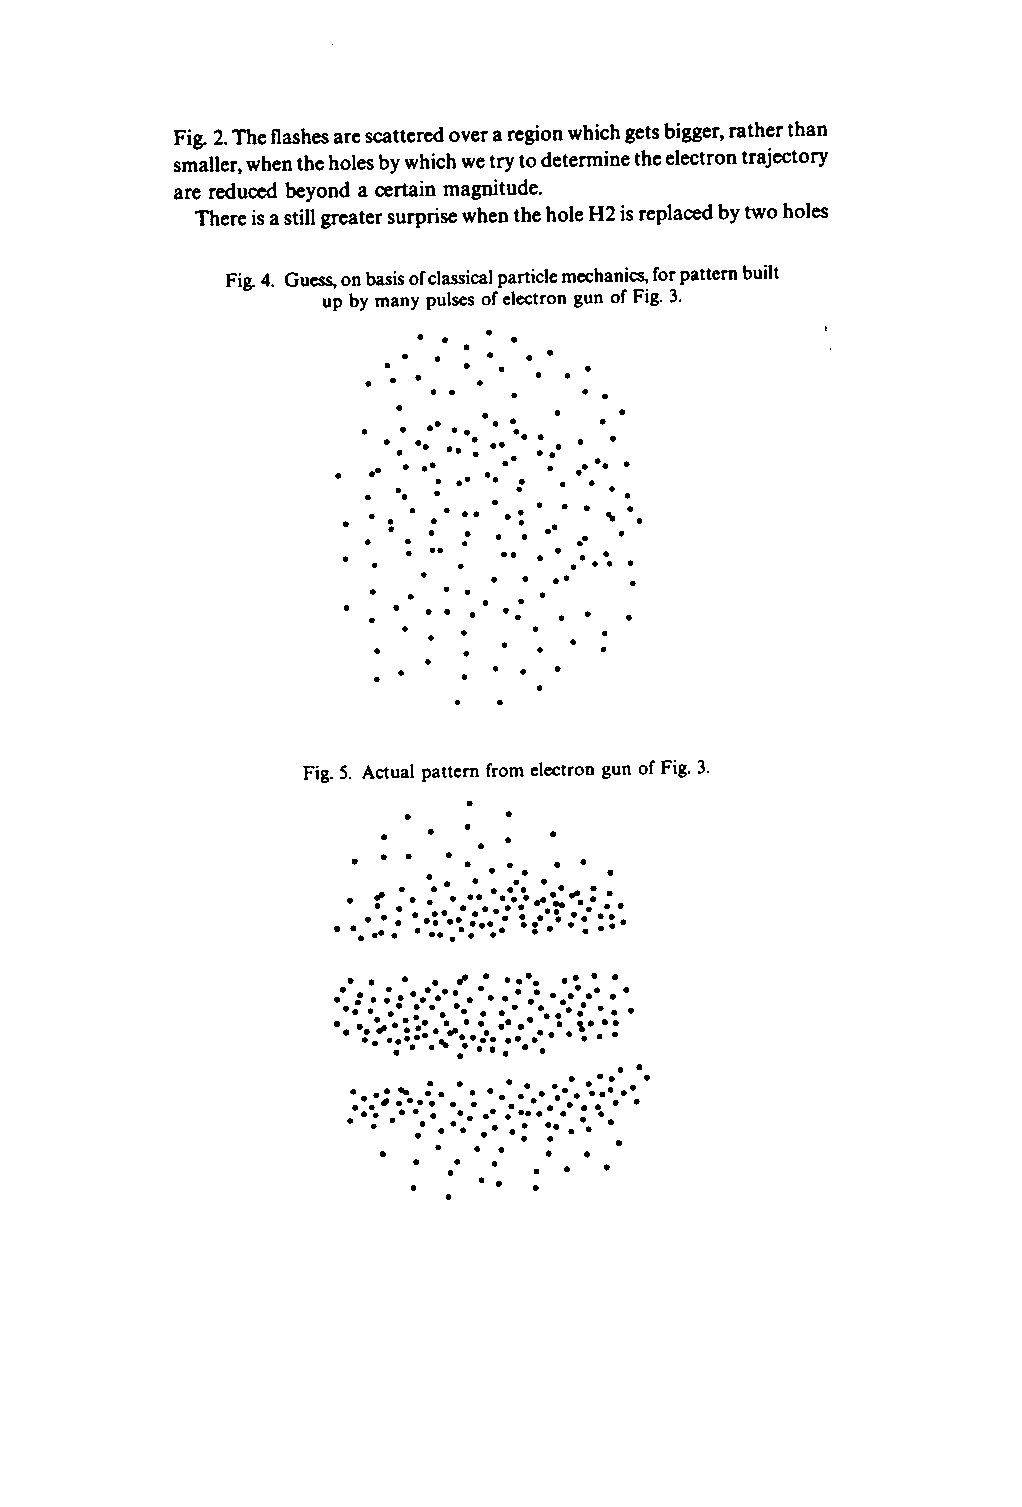 Fig. 2. The flashes are scattered over a region which gets bigger, rather than
smaller, when the holes by which we try to determine the electron trajectory
are reduced beyond a certain magnitude.
There is a still greater surprise when the hole H2 is replaced by two holes
Fig. 4. Guess, on basis of classical particle mechanics, for pattern built
up by many pulses of electron gun of Fig. 3.
Fig. 5. Actual pattern from electron gun of Fig. 3.